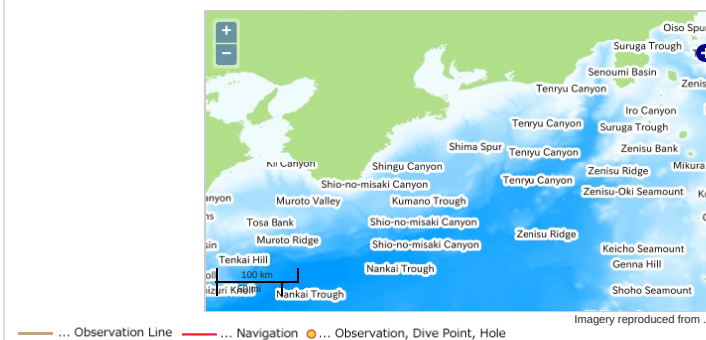 +
−
Oiso Spur
Suruga Trough
Senoumi Basin
Tenryu Canyon
Zenis
Iro Canyon
Tenryu Canyon
Suruga Trough
Shima Spur
Tenryu Canyon
Zenisu Bank
Kii Canyon
Shingu Canyon
Zenisu Ridge
Mikura
Shio-no-misaki Canyon
Tenryu Canyon
Zenisu-Oki Seamount
anyon
Muroto Valley
Kumano Trough
Tosa Bank
Shio-no-misaki Canyon
Zenisu Ridge
sin
Muroto Ridge
Shio-no-misaki Canyon
Keicho Seamount
Tenkai Hill
Genna Hill
Nankai Trough
100 km
50 mi
Nankai Trough
Shoho Seamount
Imagery reproduced from .
... Observation Line
... Navigation
... Observation, Dive Point, Hole